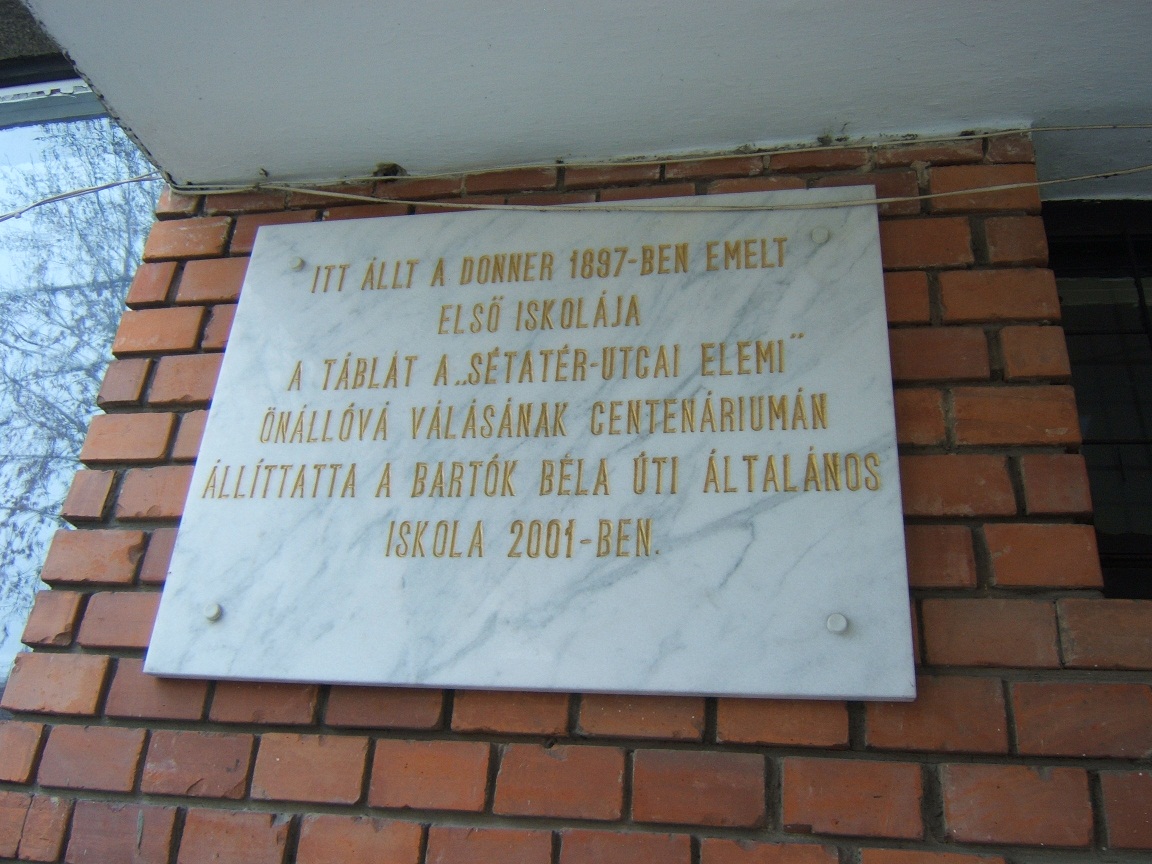 ITT ÁLLT A DONNER 1897-BEN EMELT
ELSŐ ISKOLÁJA
A TÁBLÁT A „SÉTATÉR-UTCAI ELEMI”
ÖNÁLLÓVÁ VÁLÁSÁNAK CENTENÁRIUMÁN
ÁLLÍTTATTA A BARTÓK BÉLA ÚTI ÁLTALÁNOS
ISKOLA 2001-BEN.